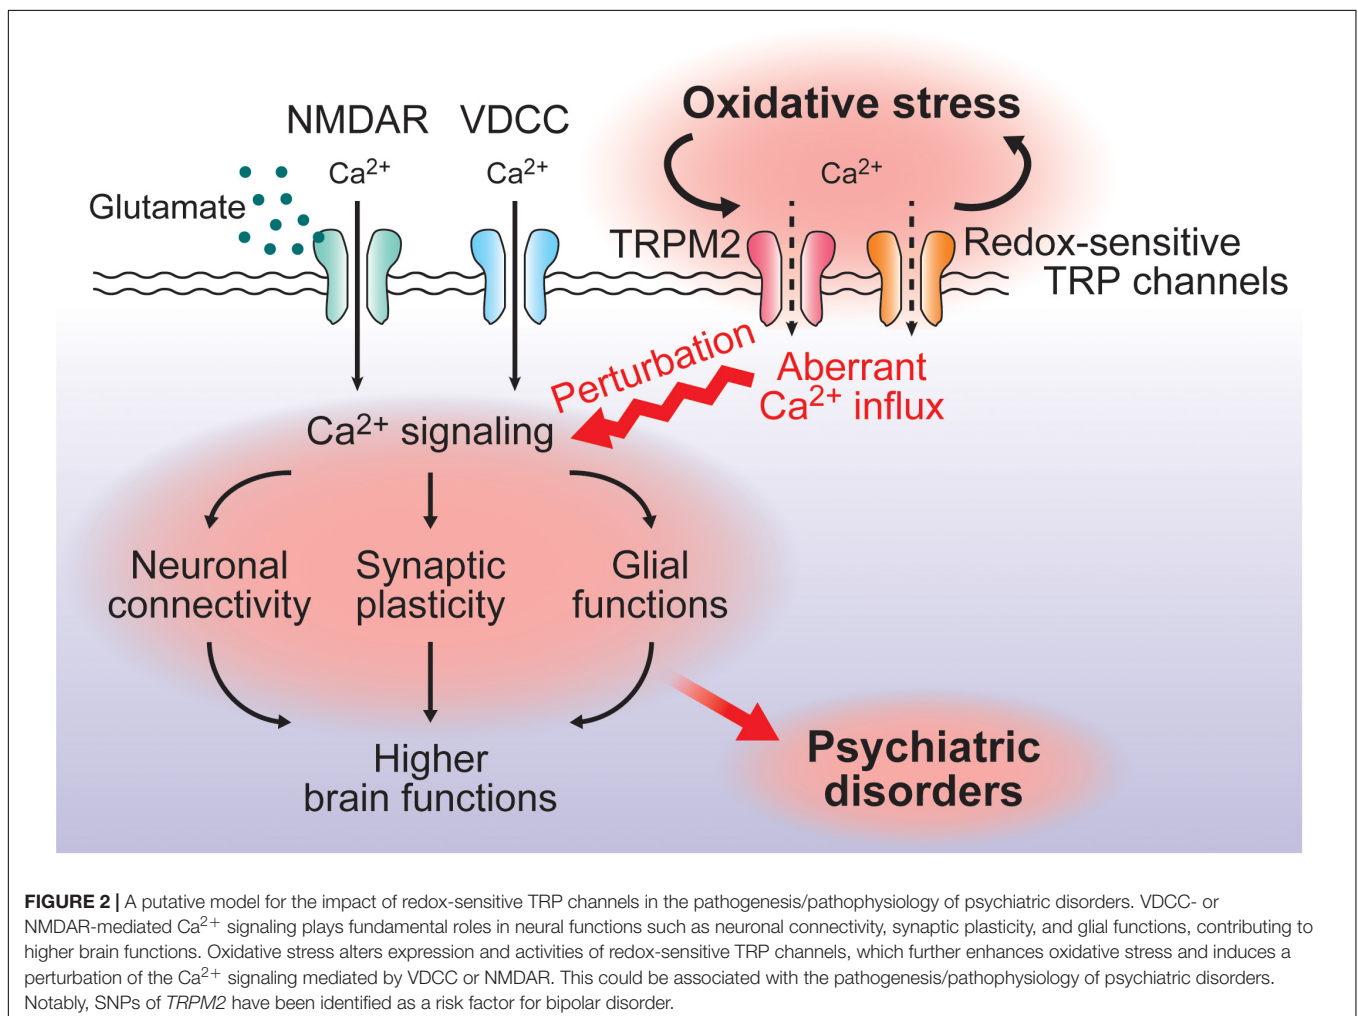 Oxidative stress
NMDAR VDCC
Ca2+ Ca2+ Ca2+
Glutamate
TRPM2
Redox-sensitive
TRP channels
Perturbation
Aberrant
Ca2+ influx
Ca2+ signaling
Neuronal
connectivity
Synaptic
plasticity
Glial
functions
Higher
brain functions
Psychiatric
disorders
FIGURE 2 | A putative model for the impact of redox-sensitive TRP channels in the pathogenesis/pathophysiology of psychiatric disorders. VDCC- or
NMDAR-mediated Ca2+ signaling plays fundamental roles in neural functions such as neuronal connectivity, synaptic plasticity, and glial functions, contributing to
higher brain functions. Oxidative stress alters expression and activities of redox-sensitive TRP channels, which further enhances oxidative stress and induces a
perturbation of the Ca2+ signaling mediated by VDCC or NMDAR. This could be associated with the pathogenesis/pathophysiology of psychiatric disorders.
Notably, SNPs of TRPM2 have been identified as a risk factor for bipolar disorder.